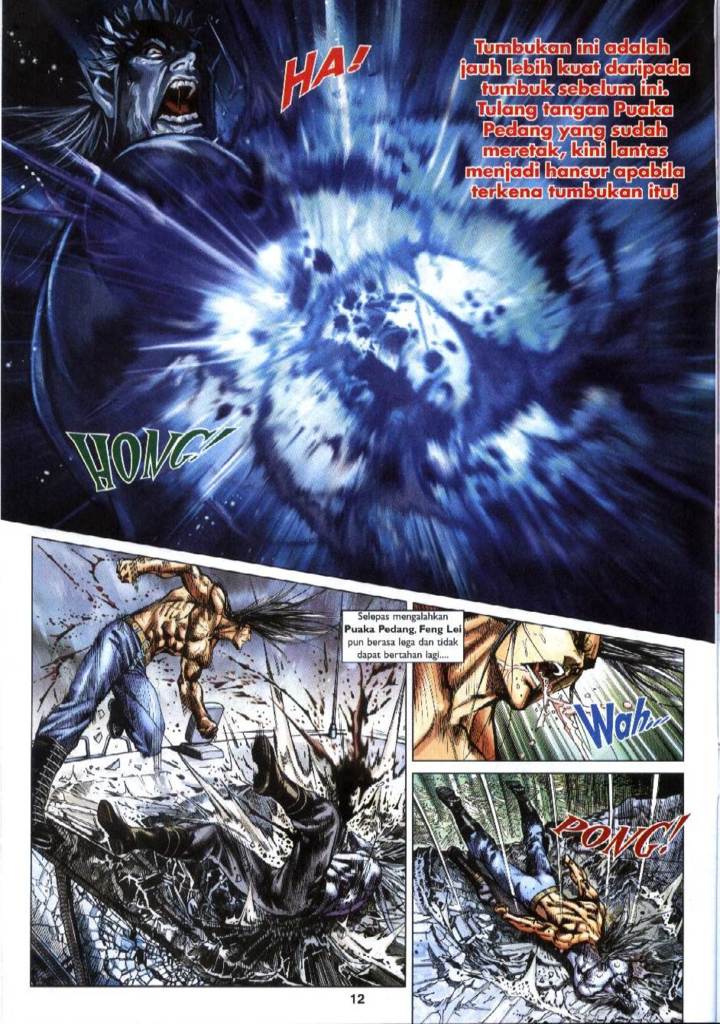 HA!
Tumbukan ini adalah
jauh lebih kuat daripada
tumbuk sebelum ini.
Tulang tangan Puaka
Pedang yang sudah
meretak, kini lantas
menjadi hancur apabila
terkena tumbukan itu!
HONG!
Selepas mengalahkan
Puaka Pedang, Feng Lei
pun berasa lega dan tidak
dapat bertahan lagi....
Wah...
PONG!
12